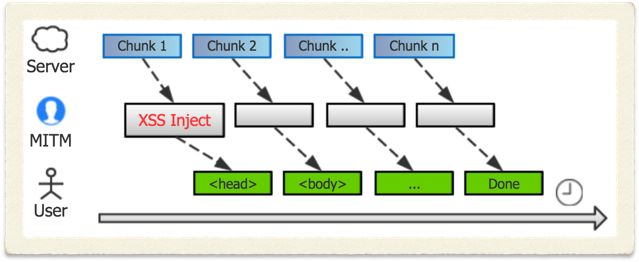 Server
Chunk 1
Chunk 2
Chunk ..
Chunk n
MITM
XSS Inject
User
<head>
<body>
...
Done